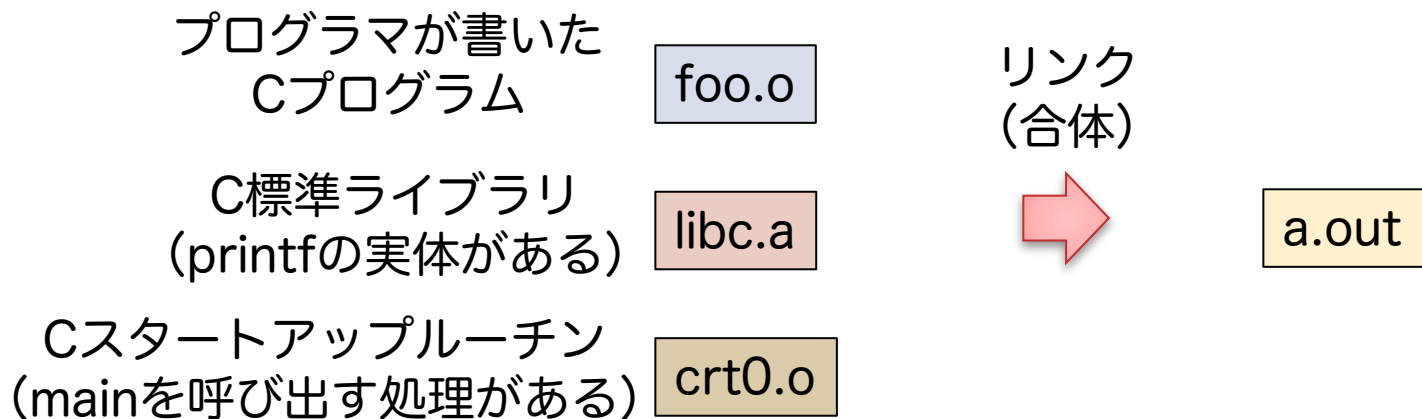 プログラマが書いた
Cプログラム
foo.o
リンク
(合体)
C標準ライブラリ
(printfの実体がある)
libc.a
a.out
Cスタートアップルーチン
(mainを呼び出す処理がある)
crt0.o